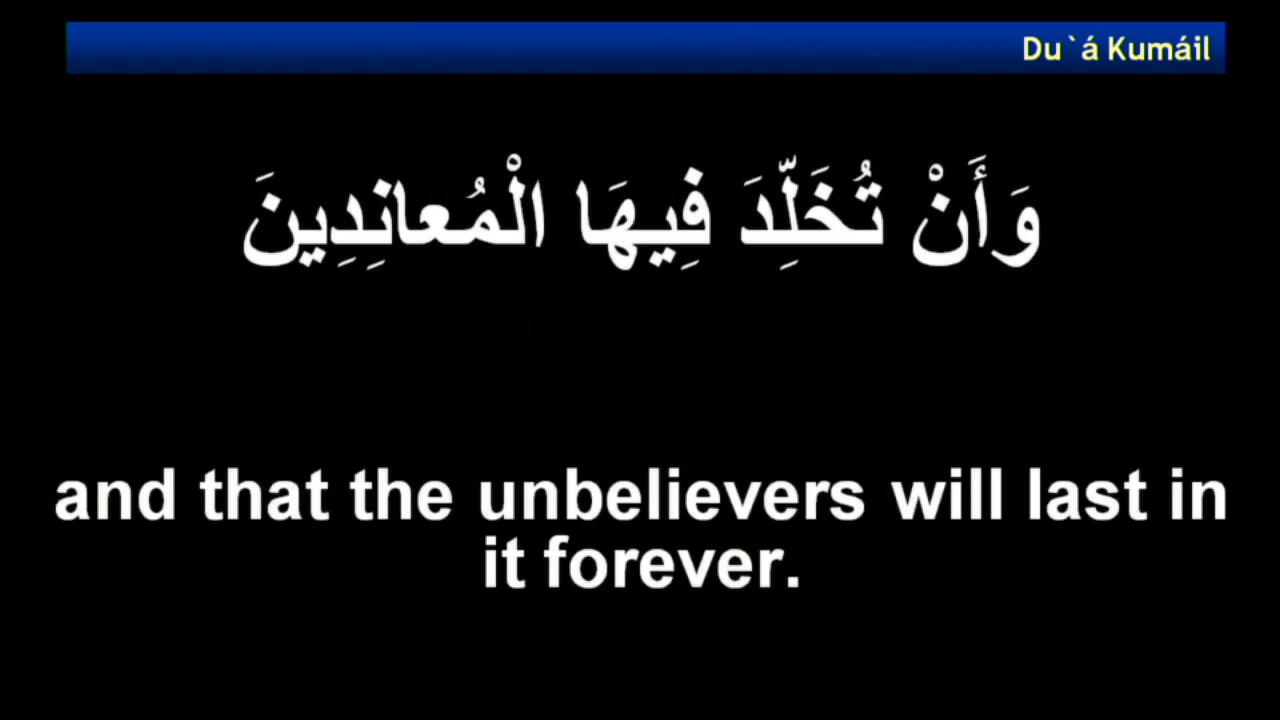 Du`á Kumáil
وَأَنْ تُخَلِّدَ فِيهَا الْمُعانِدِينَ
and that the unbelievers will last in
it forever.